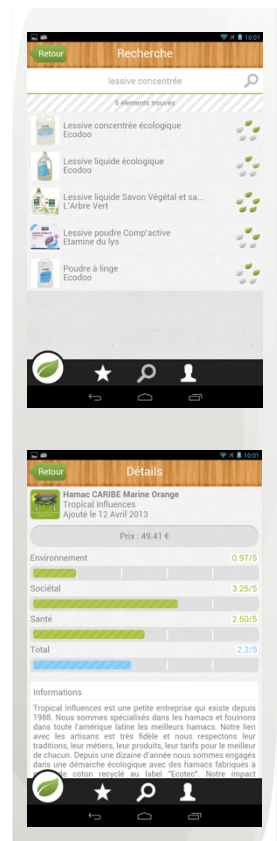 10:01
Retour
Recherche
lessive concentrée
5 élements trouvés
Lessive concentrée écologique
Ecodoo
Lessive liquide écologique
Ecodoo
Lessive liquide Savon Végétal et sa...
L'Arbre Vert
Lessive poudre Comp'active
Etamine du lys
Poudre à linge
Ecodoo
10:01
Retour
Détails
Hamac CARIBE Marine Orange
Tropical Influences
Ajouté le 12 Avril 2013
Prix : 49.41 €
Environnement 0.97/5
Sociétal 3.25/5
Santé 2.50/5
Total 2.2/5
Informations
Tropical Influences est une petite entreprise qui existe depuis
1988. Nous sommes spécialisés dans les hamacs et fouinons
dans toute l'amérique latine les meilleurs hamacs. Notre lien
avec les artisans est très fidèle et nous respectons leur
traditions, leur métiers, leur produits, leur tarifs pour le meilleur
de chacun. Depuis une dizaine d'année nous sommes engagés
dans une démarche écologique avec des hamacs fabriqués à
de coton recyclé au label "Ecotec". Notre impact